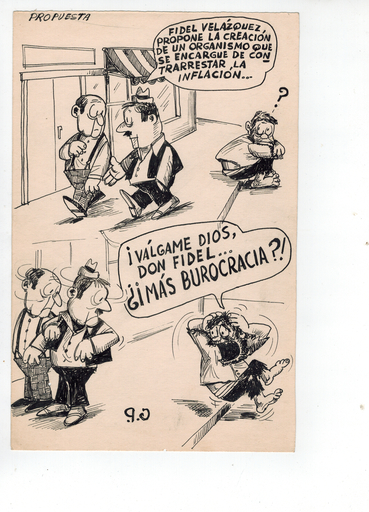 PROPUESTA
FIDEL VELAZQUEZ,
PROPONE LA CREACIÓN
DE UN ORGANISMO QUE
SE ENCARGUE DE CON
TRARRESTAR LA
INFLACIÓN...
?
¡VÁLGAME DIOS,
DON FIDEL...
¡¡MÁS BUROCRACIA?!